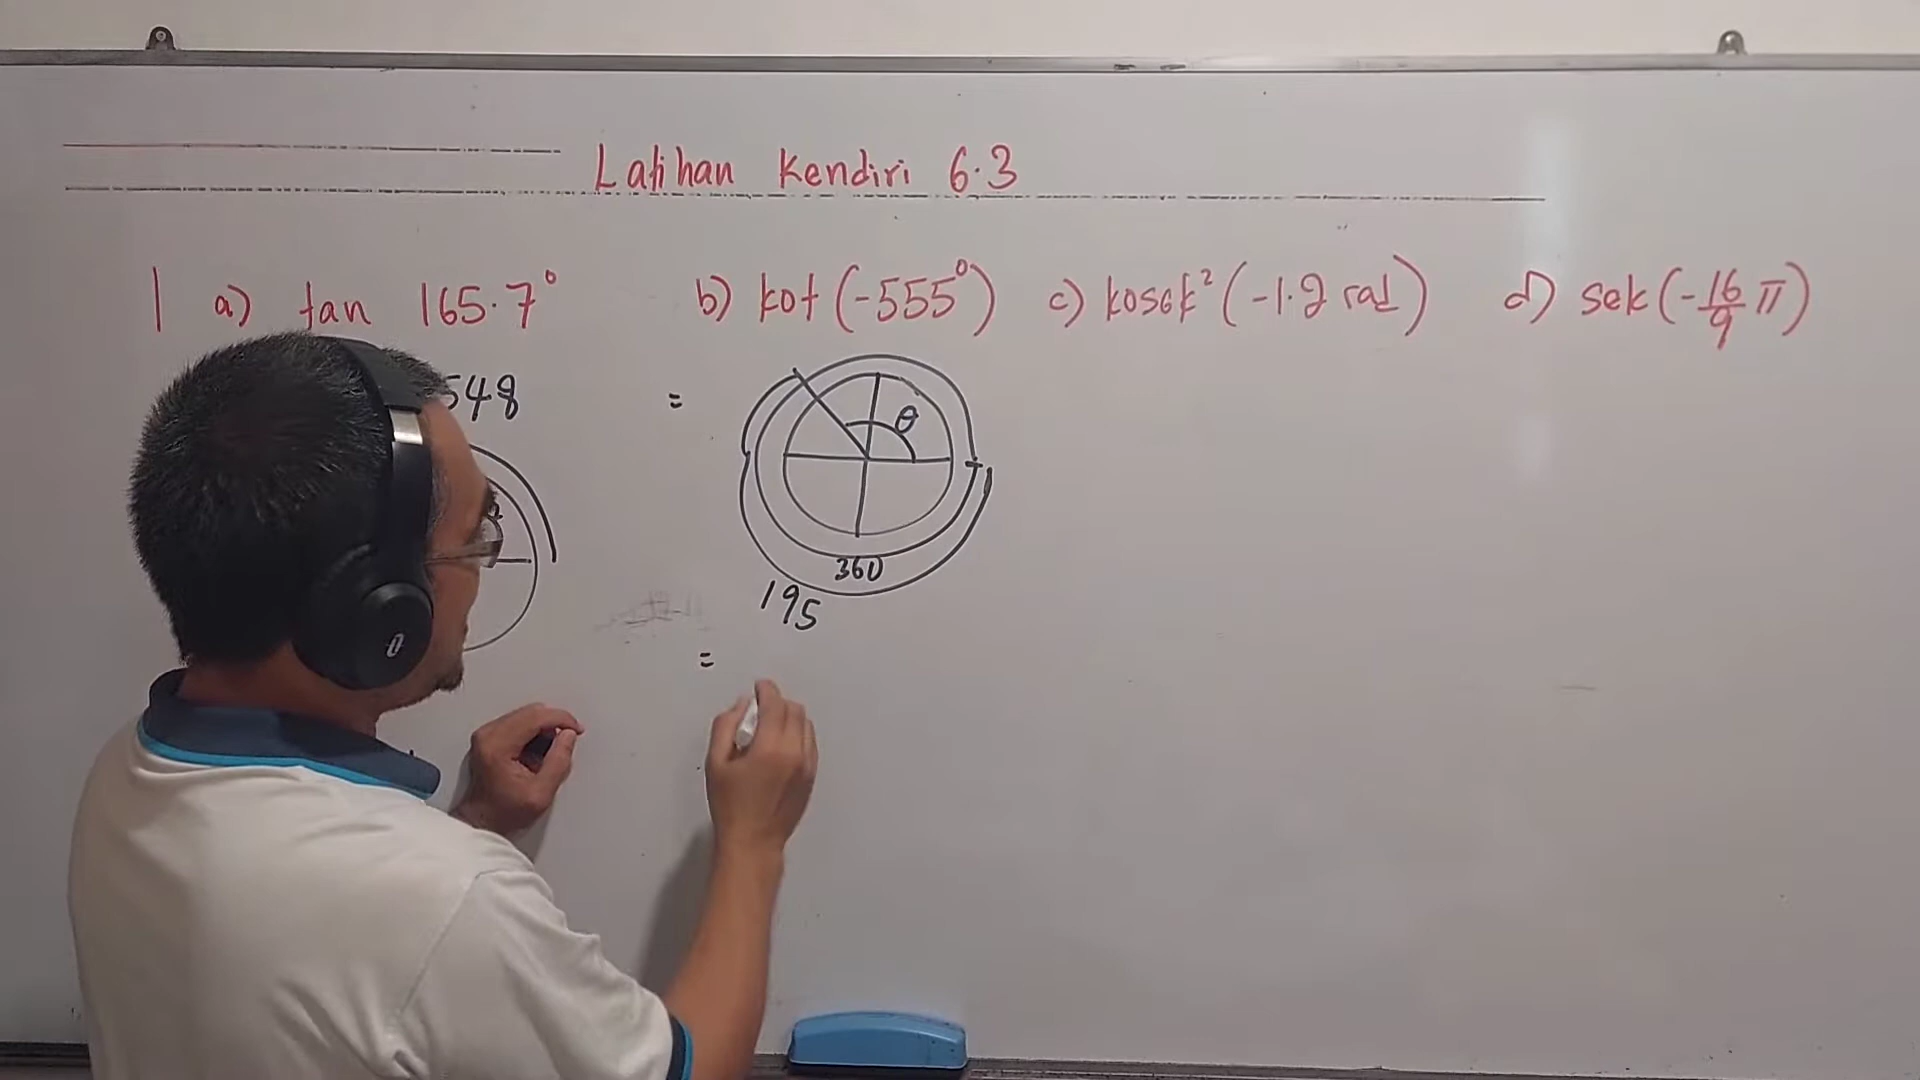 Latihan Kendiri 6.3
1 a) tan 165.7° b) kot (-555°) c) kosek² (-1.2 rad) d) sek (-16/9 π)
548 =
θ
360
195
=